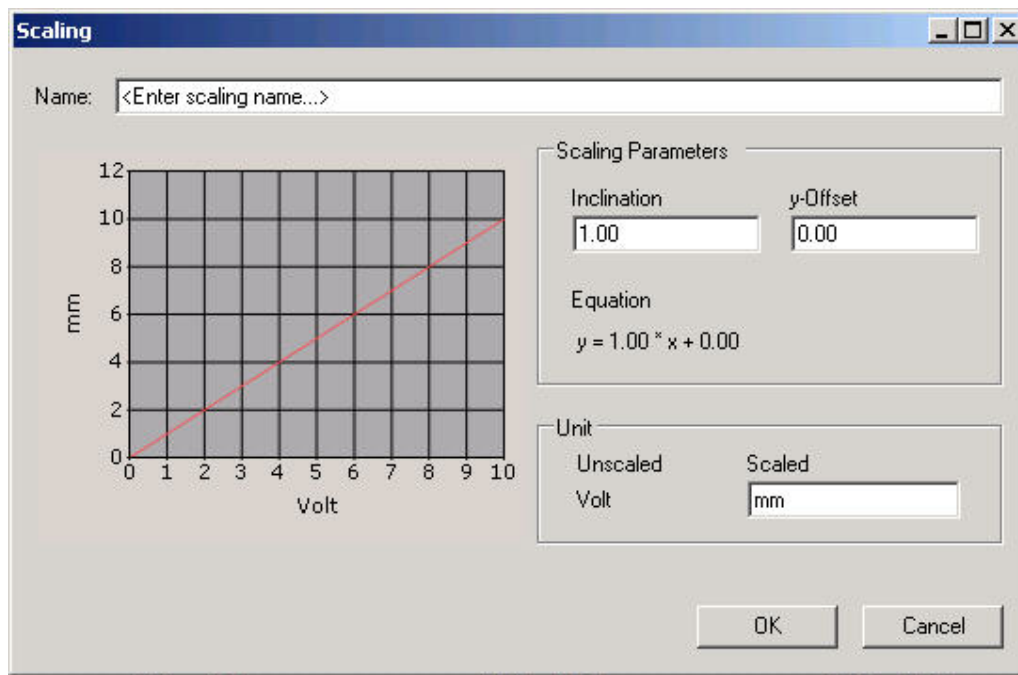 Scaling
Name: <Enter scaling name...>
12
10
8
6
4
2
0
mm
0 1 2 3 4 5 6 7 8 9 10
Volt
Scaling Parameters
Inclination y-Offset
1.00 0.00
Equation
y = 1.00 * x + 0.00
Unit
Unscaled Scaled
Volt mm
OK Cancel